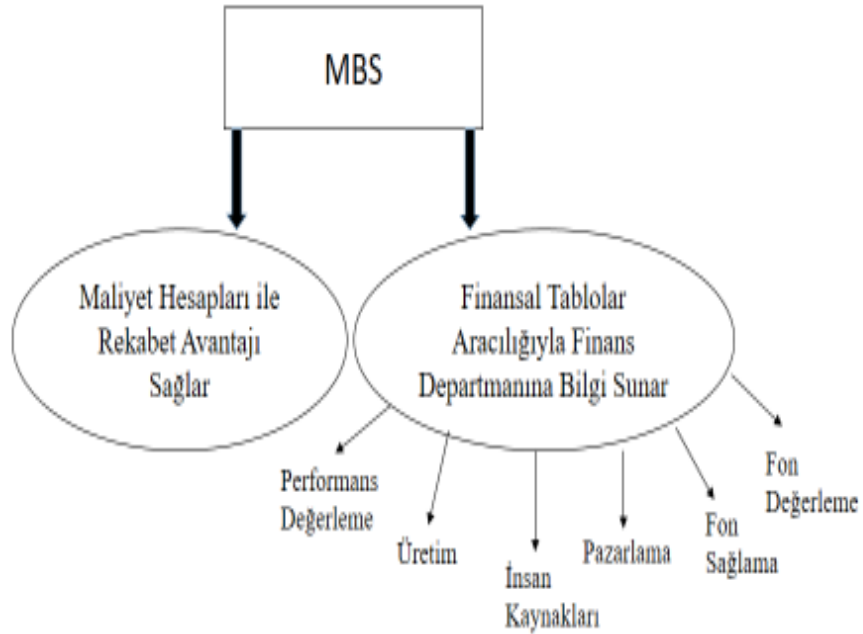 MBS
Maliyet Hesapları ile
Rekabet Avantajı
Sağlar
Finansal Tablolar
Aracılığıyla Finans
Departmanına Bilgi Sunar
Performans
Değerleme
Üretim
İnsan
Kaynakları
Pazarlama
Fon
Sağlama
Fon
Değerleme